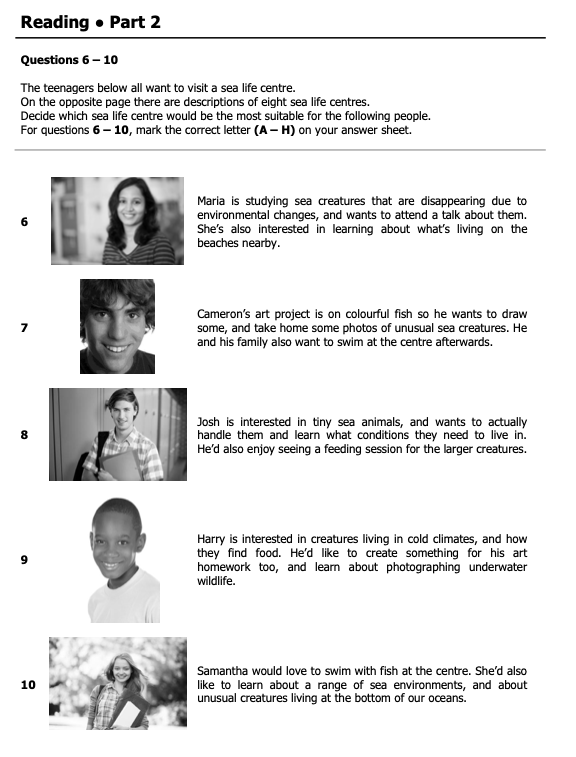 Reading ● Part 2
Questions 6 – 10
The teenagers below all want to visit a sea life centre.
On the opposite page there are descriptions of eight sea life centres.
Decide which sea life centre would be the most suitable for the following people.
For questions 6 – 10, mark the correct letter (A – H) on your answer sheet.
6
Maria is studying sea creatures that are disappearing due to
environmental changes, and wants to attend a talk about them.
She's also interested in learning about what's living on the
beaches nearby.
7
Cameron's art project is on colourful fish so he wants to draw
some, and take home some photos of unusual sea creatures. He
and his family also want to swim at the centre afterwards.
8
Josh is interested in tiny sea animals, and wants to actually
handle them and learn what conditions they need to live in.
He'd also enjoy seeing a feeding session for the larger creatures.
9
Harry is interested in creatures living in cold climates, and how
they find food. He'd like to create something for his art
homework too, and learn about photographing underwater
wildlife.
10
Samantha would love to swim with fish at the centre. She'd also
like to learn about a range of sea environments, and about
unusual creatures living at the bottom of our oceans.